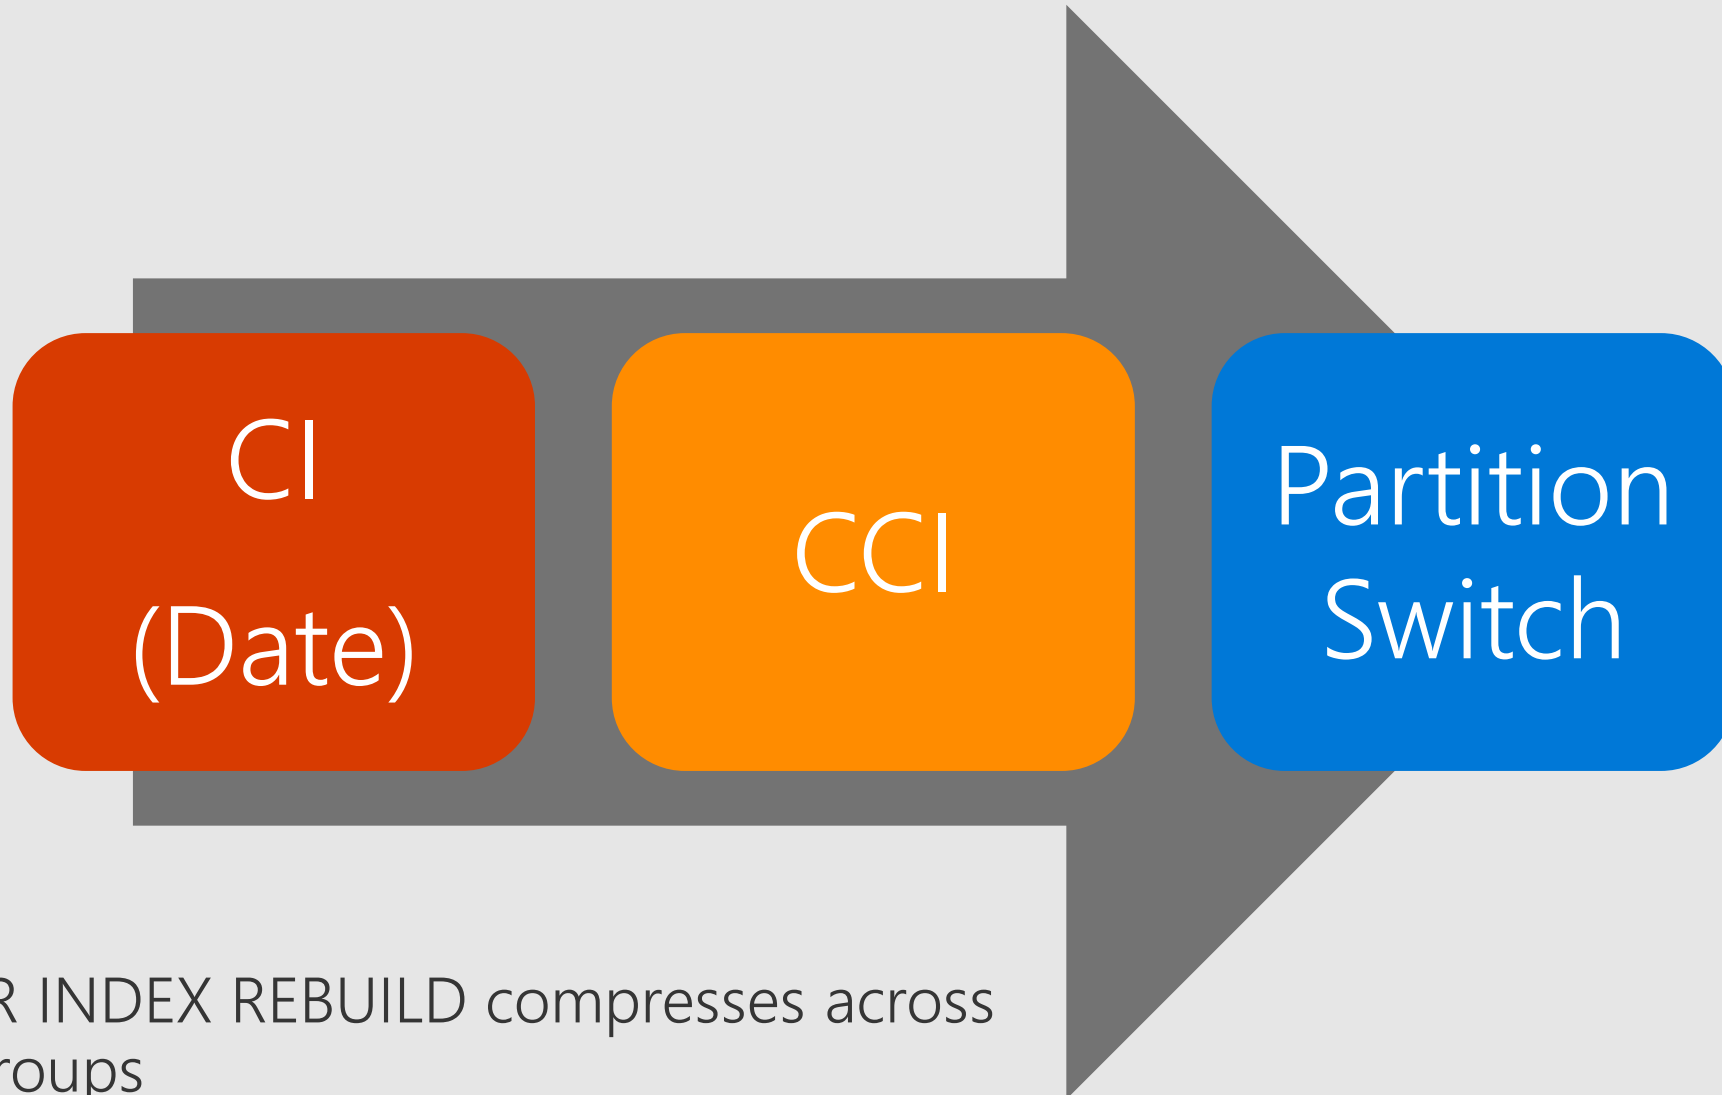 CI
(Date)
CCI
Partition
Switch
R INDEX REBUILD compresses across
roups